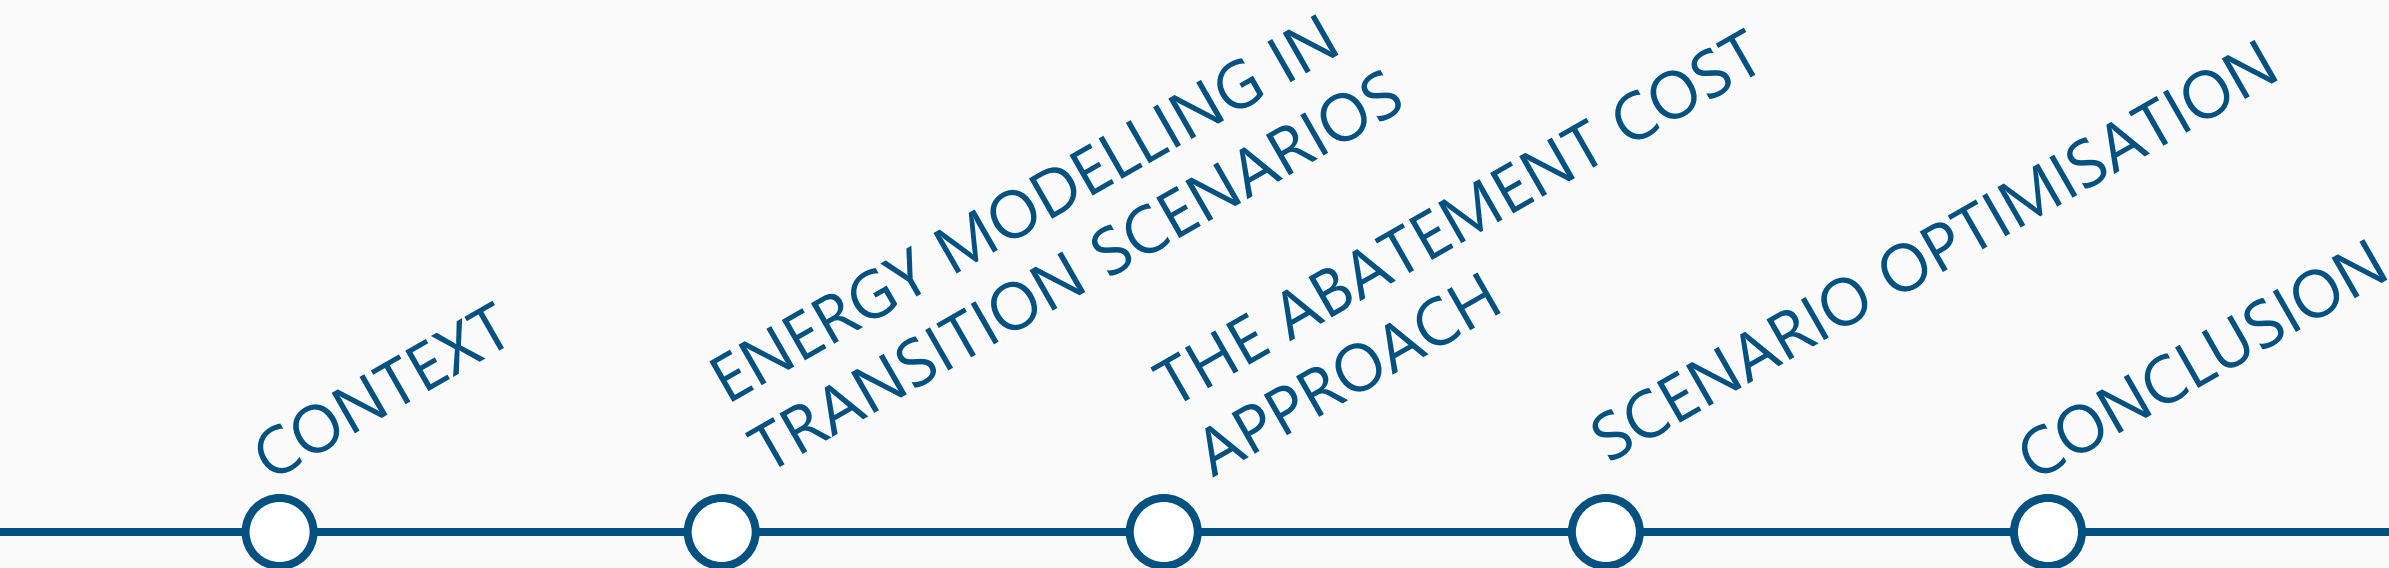 CONTEXT
ENERGY MODELLING IN
TRANSITION SCENARIOS
THE ABATEMENT COST
APPROACH
SCENARIO OPTIMISATION
CONCLUSION